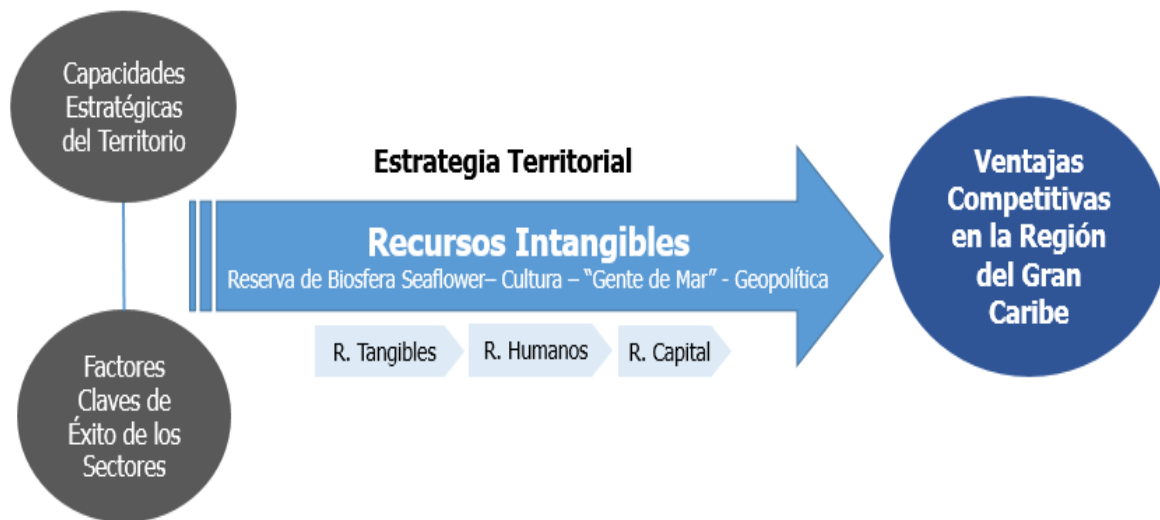 Capacidades
Estratégicas
del Territorio
Estrategia Territorial
Recursos Intangibles
Reserva de Biosfera Seaflower– Cultura – “Gente de Mar” - Geopolítica
R. Tangibles
R. Humanos
R. Capital
Factores
Claves de
Éxito de los
Sectores
Ventajas
Competitivas
en la Región
del Gran
Caribe